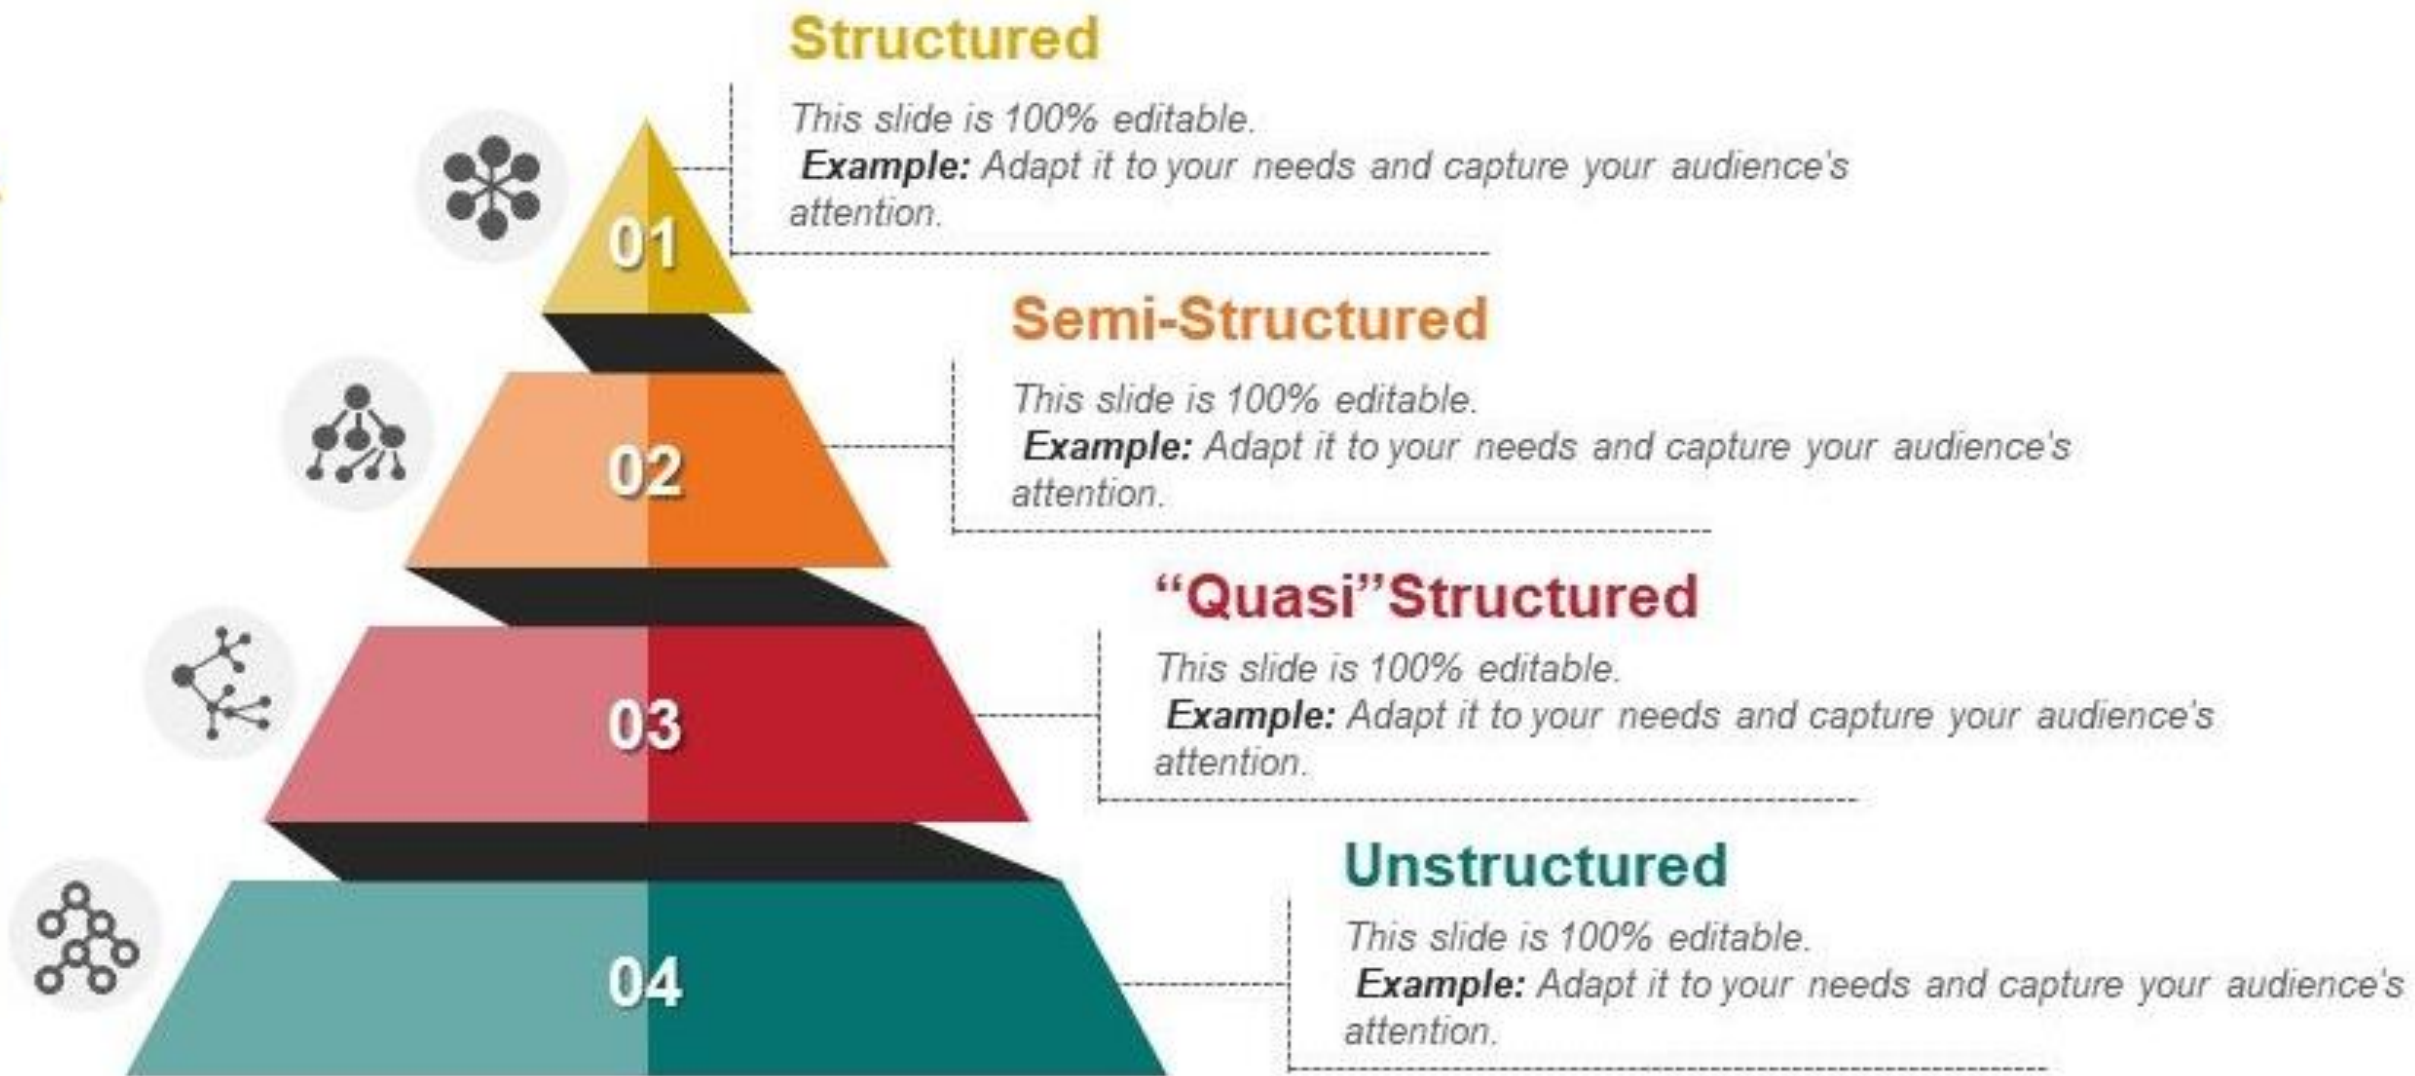 Structured
This slide is 100% editable.
Example: Adapt it to your needs and capture your audience's
attention.
01
Semi-Structured
This slide is 100% editable.
Example: Adapt it to your needs and capture your audience's
attention.
02
“Quasi”Structured
This slide is 100% editable.
Example: Adapt it to your needs and capture your audience's
attention.
03
Unstructured
This slide is 100% editable.
Example: Adapt it to your needs and capture your audience's
attention.
04